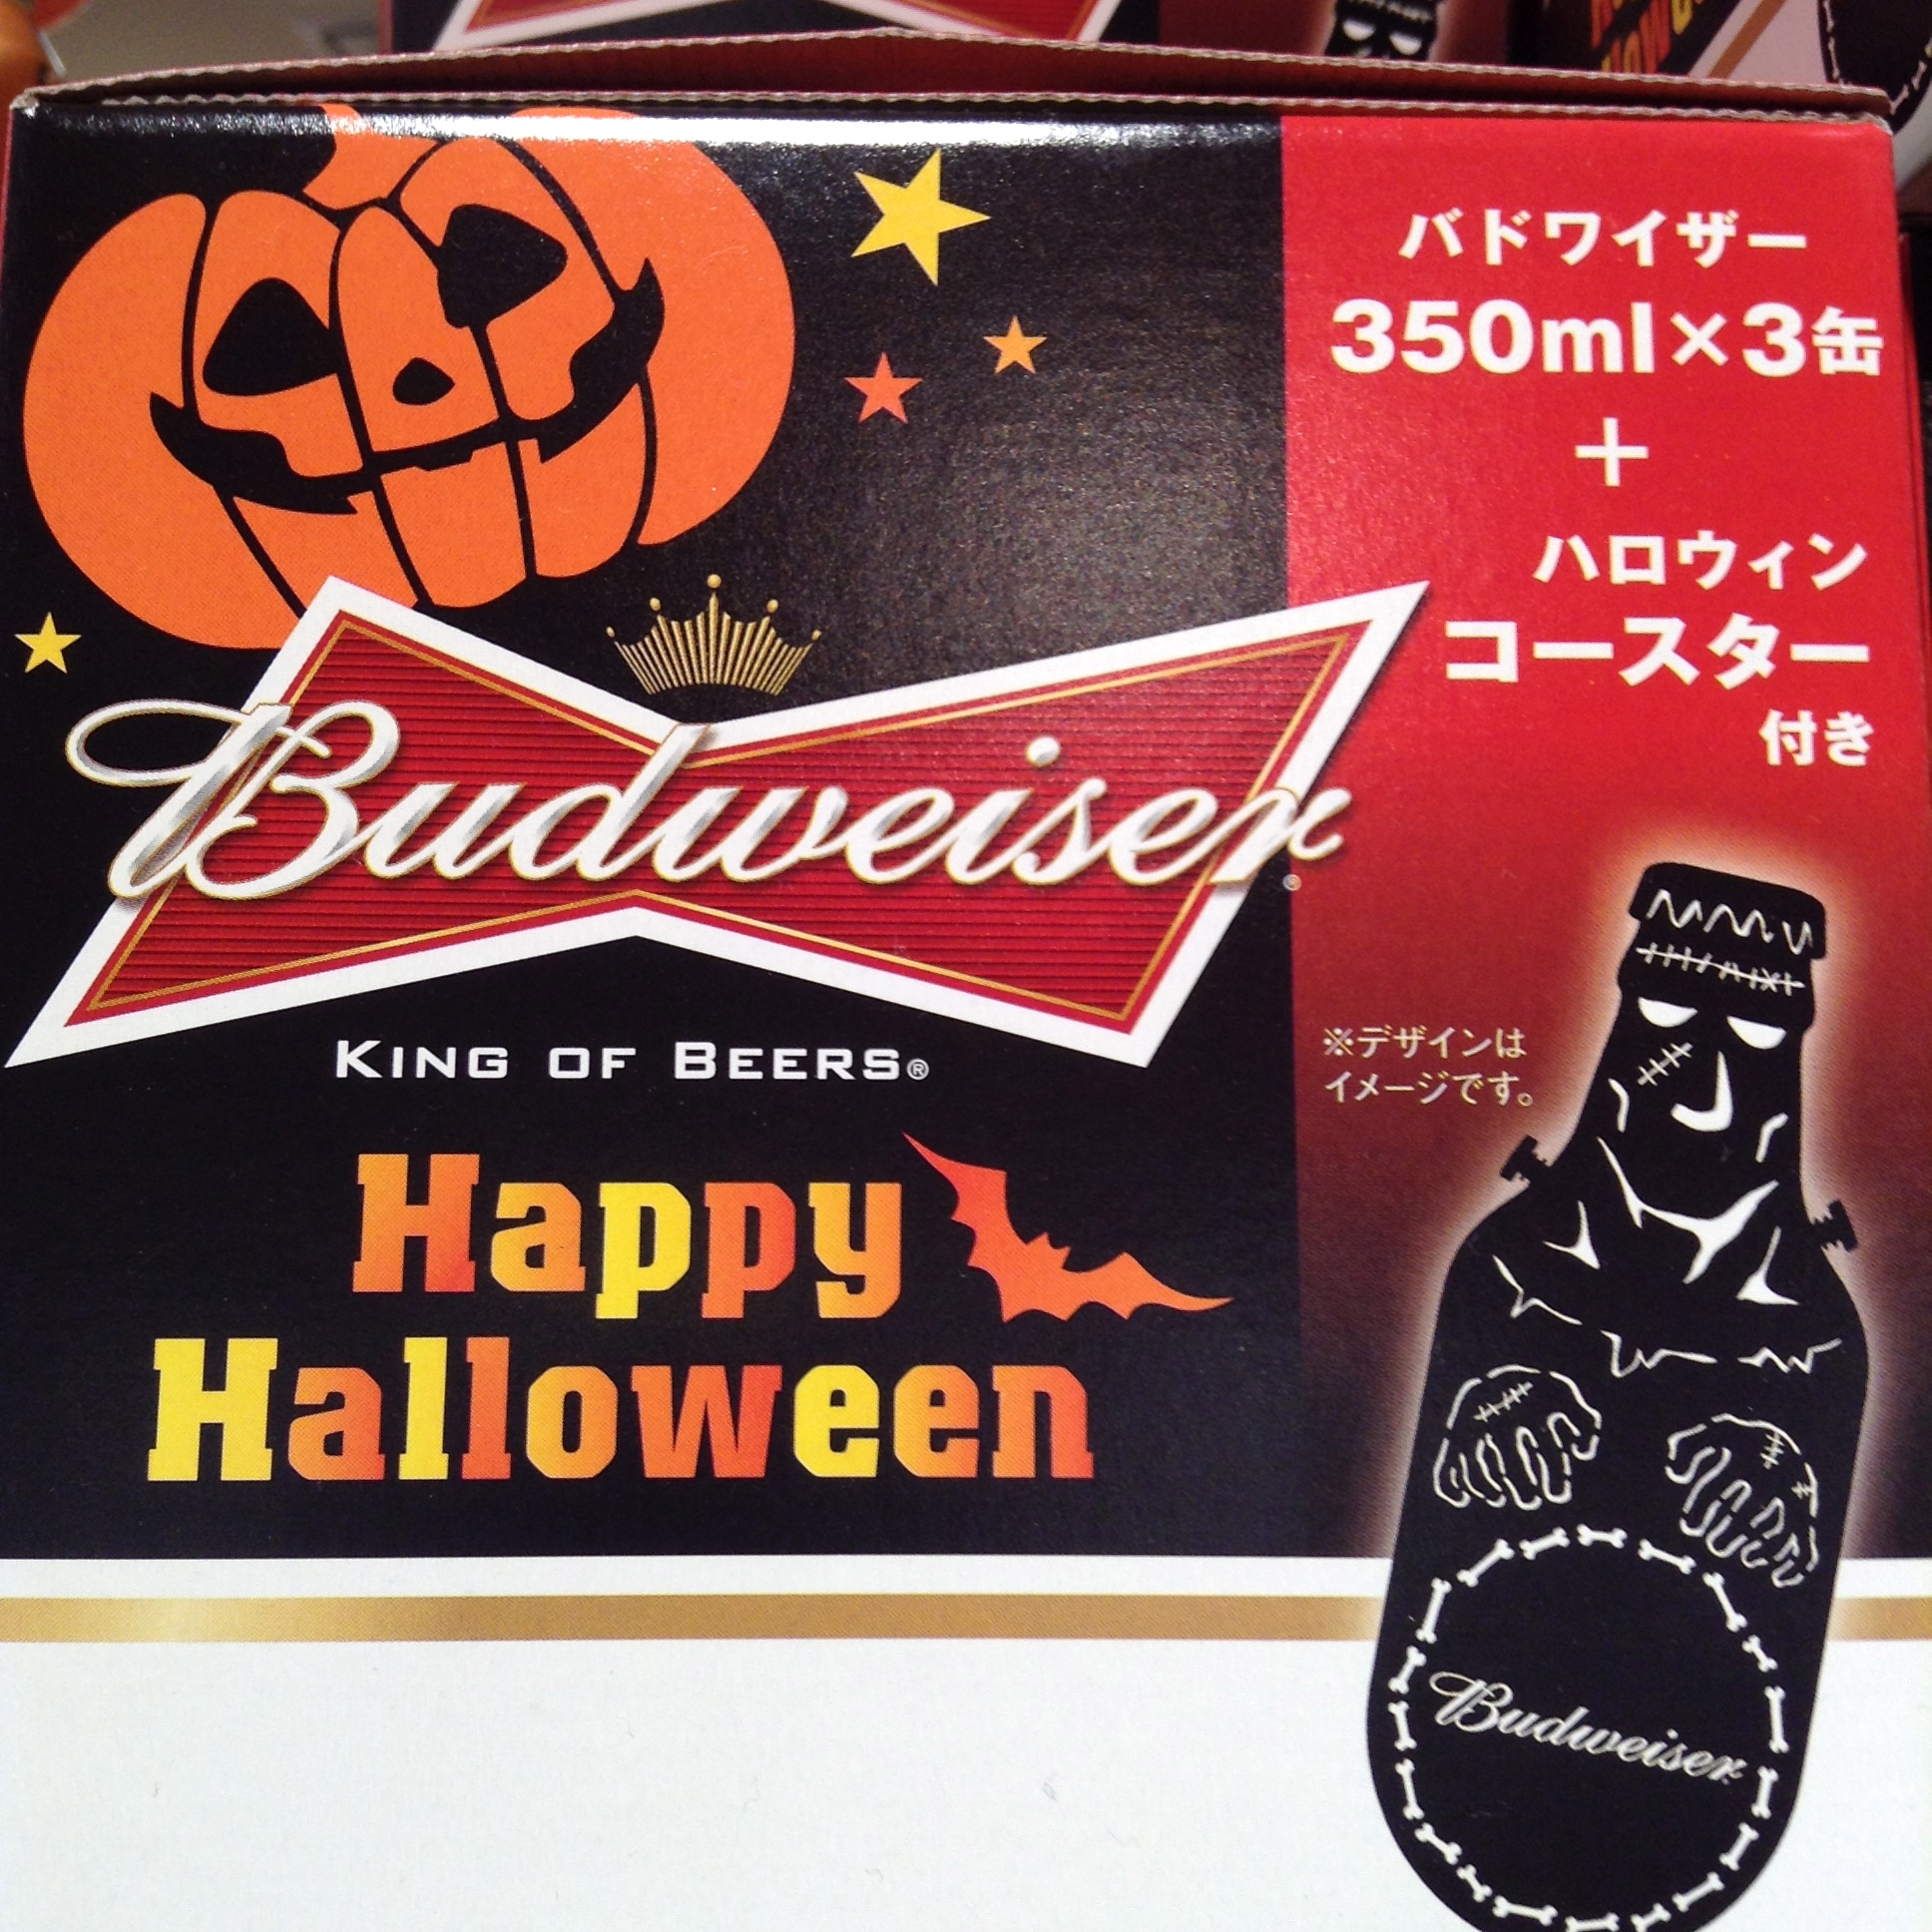 バドワイザー
350ml×3缶
＋
ハロウィン
コースター
付き
Budweiser®
KING OF BEERS®
※デザインは
イメージです。
Happy
Halloween
Budweiser